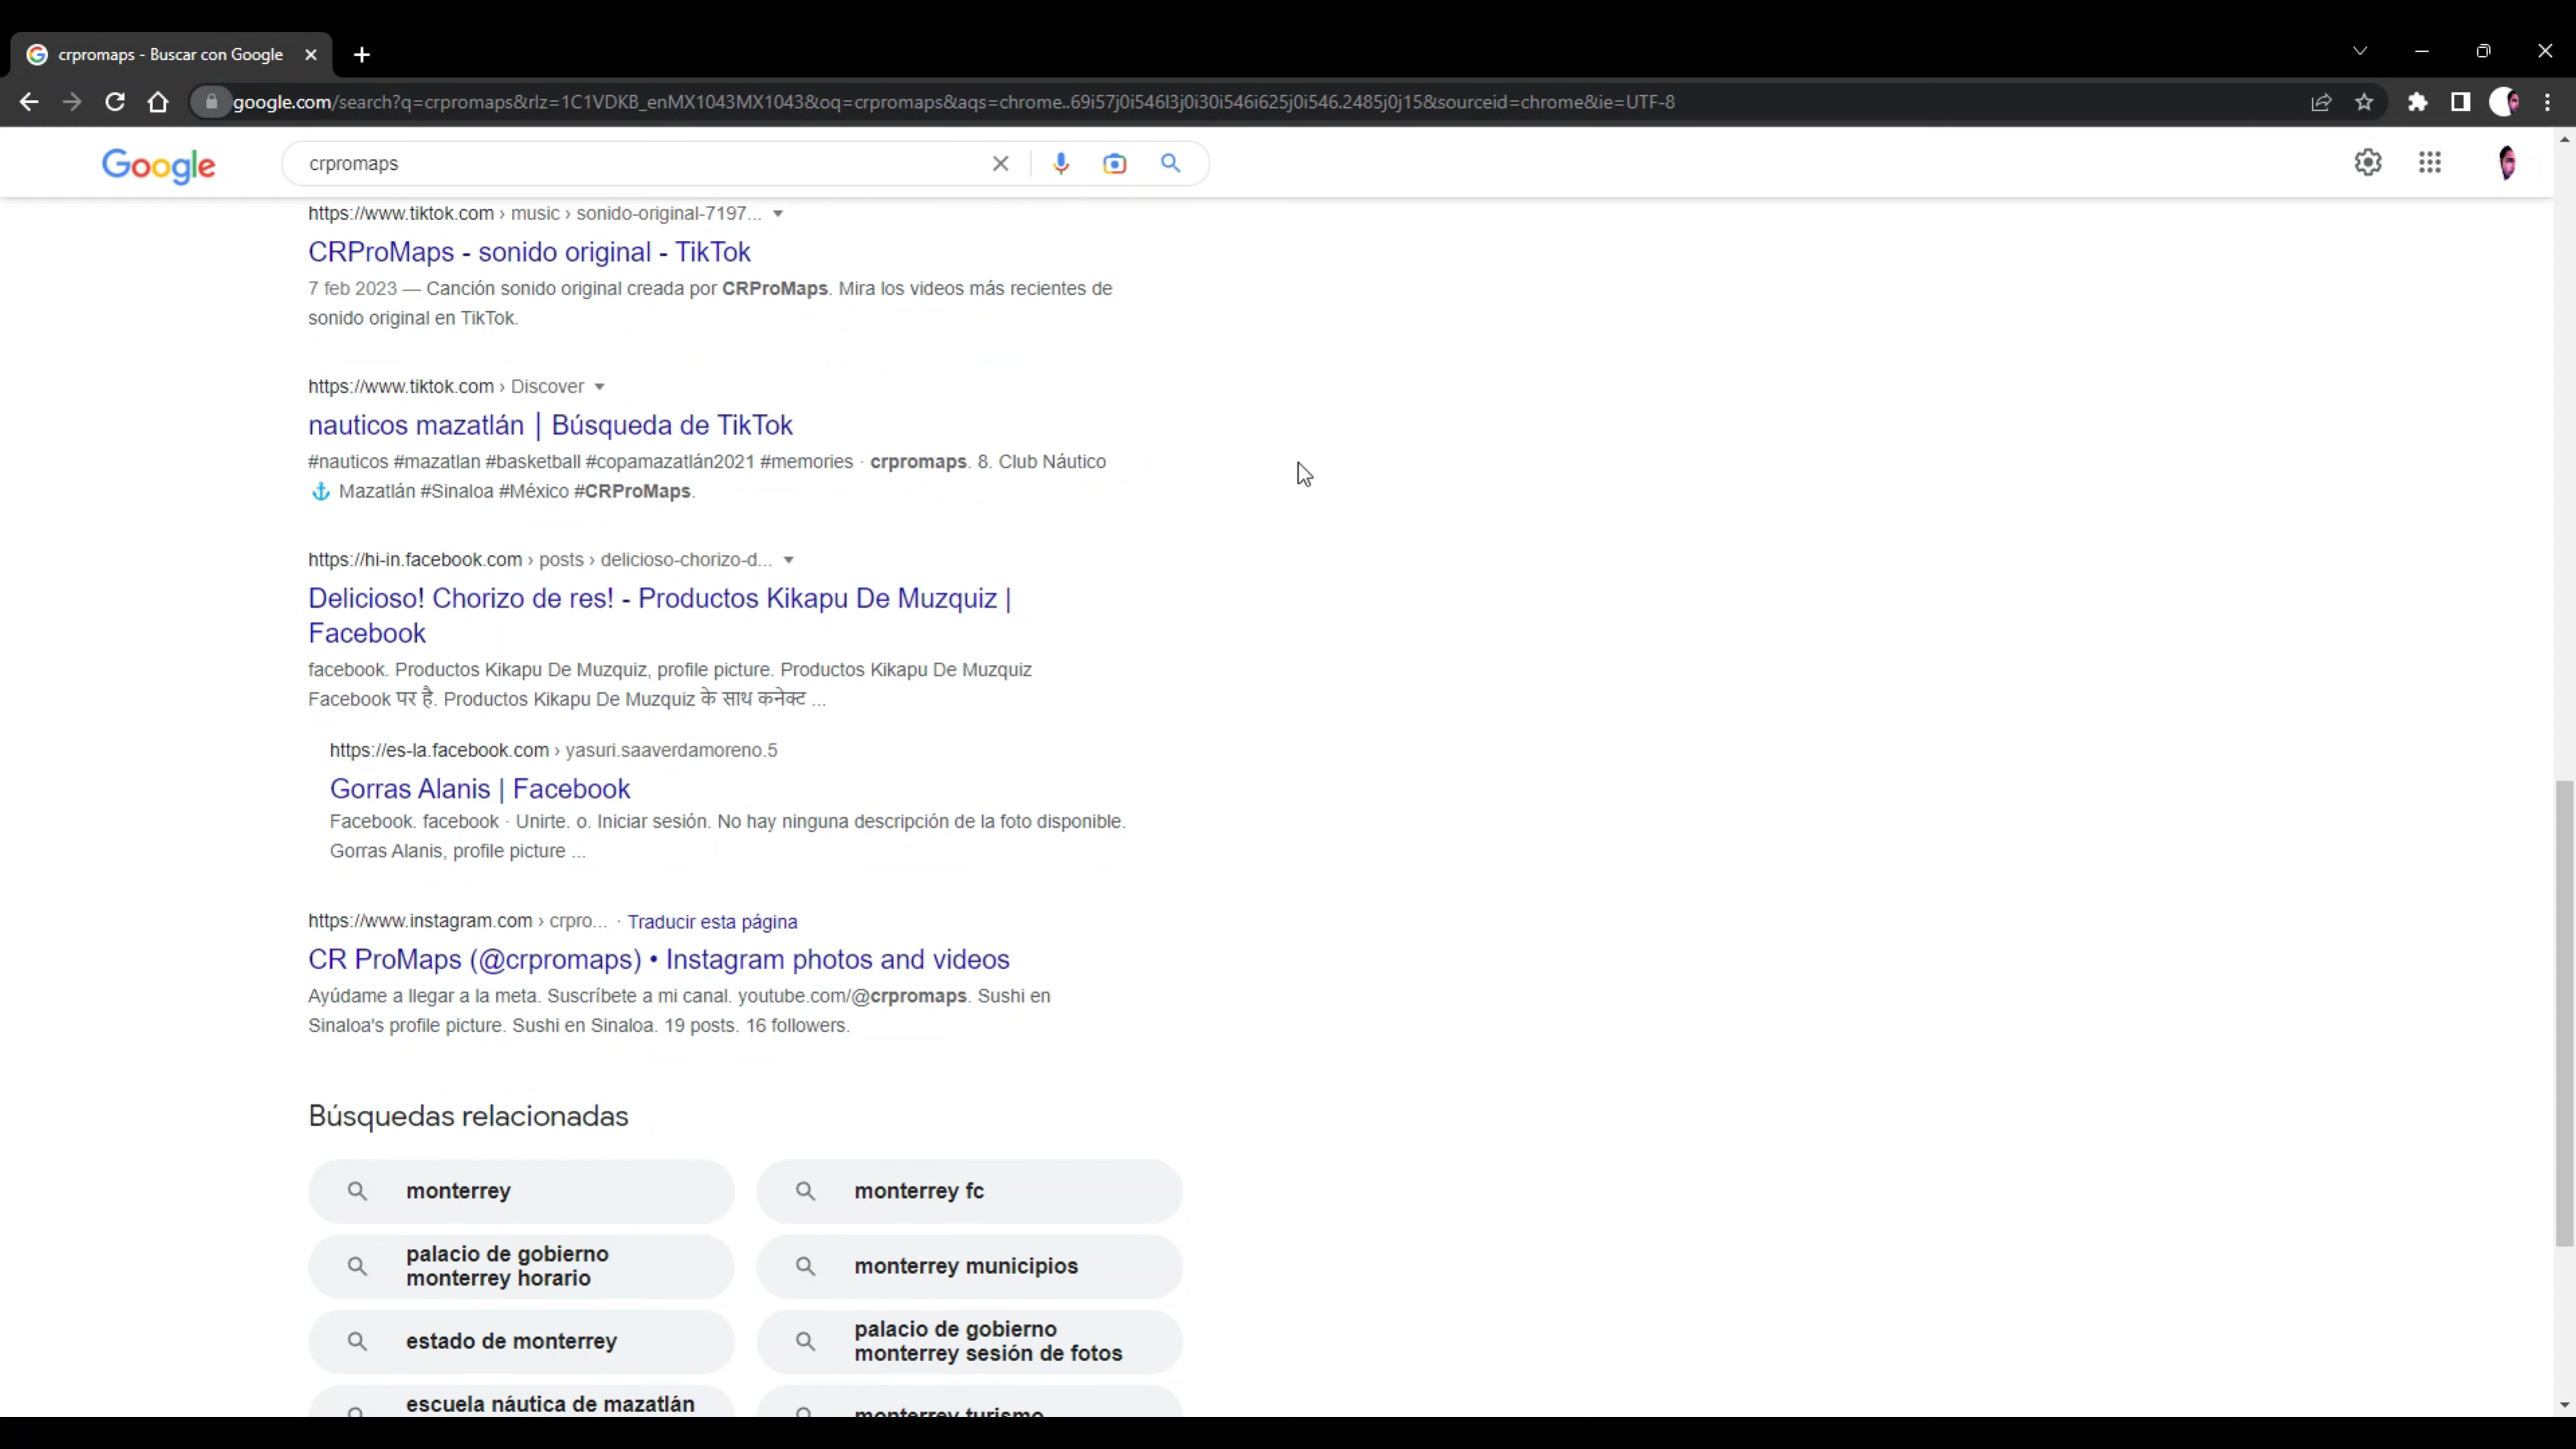 crpromaps - Buscar con Google
google.com/search?q=crpromaps&rlz=1C1VDKB_enMX1043MX1043&oq=crpromaps&aqs=chrome..69i57j0i546l3j0i30i546i625j0i546.2485j0j15&sourceid=chrome&ie=UTF-8
Google
crpromaps
https://www.tiktok.com › music › sonido-original-7197...
CRProMaps - sonido original - TikTok
7 feb 2023 — Canción sonido original creada por CRProMaps. Mira los videos más recientes de
sonido original en TikTok.
https://www.tiktok.com › Discover
nauticos mazatlán | Búsqueda de TikTok
#nauticos #mazatlan #basketball #copamazatlán2021 #memories · crpromaps. 8. Club Náutico
⚓ Mazatlán #Sinaloa #México #CRProMaps.
https://hi-in.facebook.com › posts › delicioso-chorizo-d...
Delicioso! Chorizo de res! - Productos Kikapu De Muzquiz |
Facebook
facebook. Productos Kikapu De Muzquiz, profile picture. Productos Kikapu De Muzquiz
Facebook पर है. Productos Kikapu De Muzquiz के साथ कनेक्ट ...
https://es-la.facebook.com › yasuri.saaverdamoreno.5
Gorras Alanis | Facebook
Facebook. facebook · Unirte. o. Iniciar sesión. No hay ninguna descripción de la foto disponible.
Gorras Alanis, profile picture ...
https://www.instagram.com › crpro... · Traducir esta página
CR ProMaps (@crpromaps) • Instagram photos and videos
Ayúdame a llegar a la meta. Suscríbete a mi canal. youtube.com/@crpromaps. Sushi en
Sinaloa's profile picture. Sushi en Sinaloa. 19 posts. 16 followers.
Búsquedas relacionadas
monterrey
monterrey fc
palacio de gobierno
monterrey horario
monterrey municipios
estado de monterrey
palacio de gobierno
monterrey sesión de fotos
escuela náutica de mazatlán
monterrey turismo